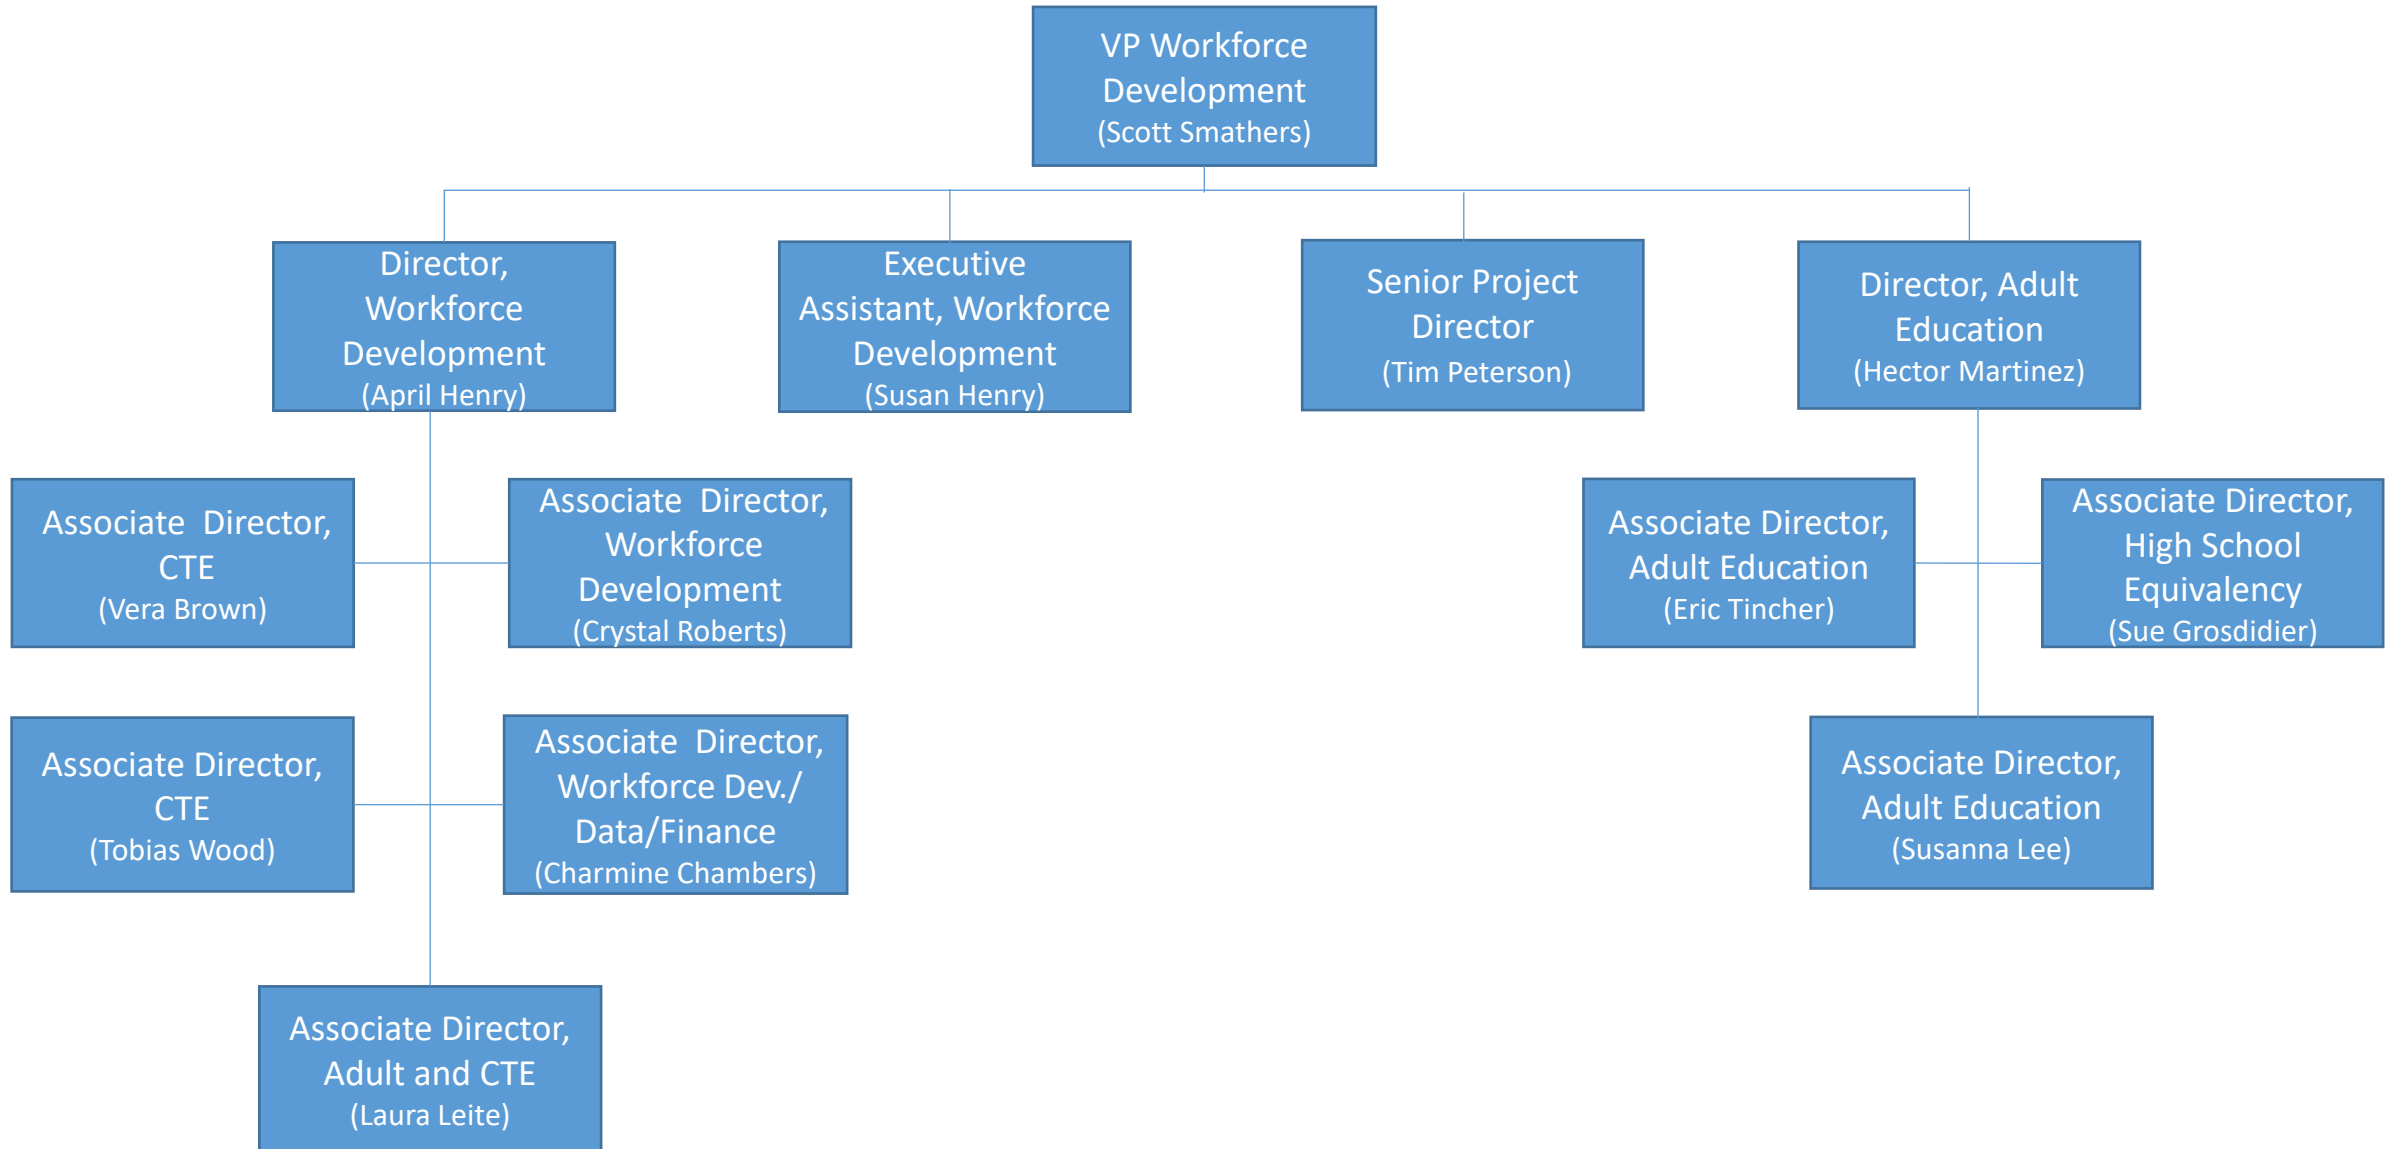 VP Workforce
Development
(Scott Smathers)
Director,
Workforce
Development
(April Henry)
Executive
Assistant, Workforce
Development
(Susan Henry)
Senior Project
Director
(Tim Peterson)
Director, Adult
Education
(Hector Martinez)
Associate  Director,
CTE
(Vera Brown)
Associate  Director,
Workforce
Development
(Crystal Roberts)
Associate Director,
Adult Education
(Eric Tincher)
Associate Director,
High School
Equivalency
(Sue Grosdidier)
Associate Director,
CTE
(Tobias Wood)
Associate  Director,
Workforce Dev./
Data/Finance
(Charmine Chambers)
Associate Director,
Adult Education
(Susanna Lee)
Associate Director,
Adult and CTE
(Laura Leite)